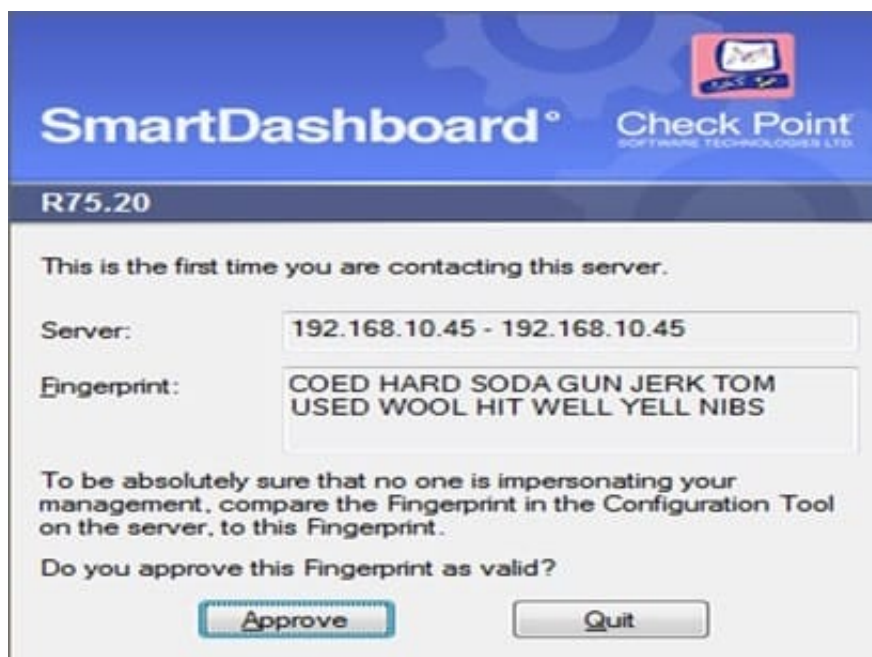 SmartDashboard
Check Point
SOFTWARE TECHNOLOGIES LTD.
R75.20
This is the first time you are contacting this server.
Server: 192.168.10.45 - 192.168.10.45
Fingerprint: COED HARD SODA GUN JERK TOM
USED WOOL HIT WELL YELL NIBS
To be absolutely sure that no one is impersonating your
management, compare the Fingerprint in the Configuration Tool
on the server, to this Fingerprint.
Do you approve this Fingerprint as valid?
Approve Quit